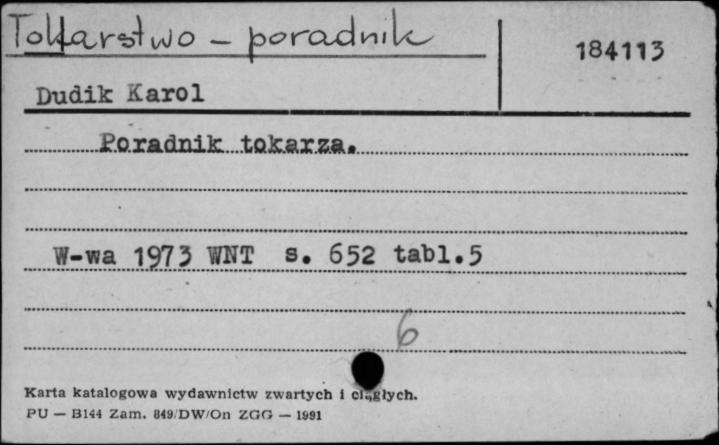 Tokarstwo - poradnik
184113
Dudik Karol
Poradnik tokarza.
W-wa 1973 WNT s. 652 tabl.5
6
Karta katalogowa wydawnictw zwartych i ciągłych.
PU — B144 Zam. 849/DW/On ZGG — 1991